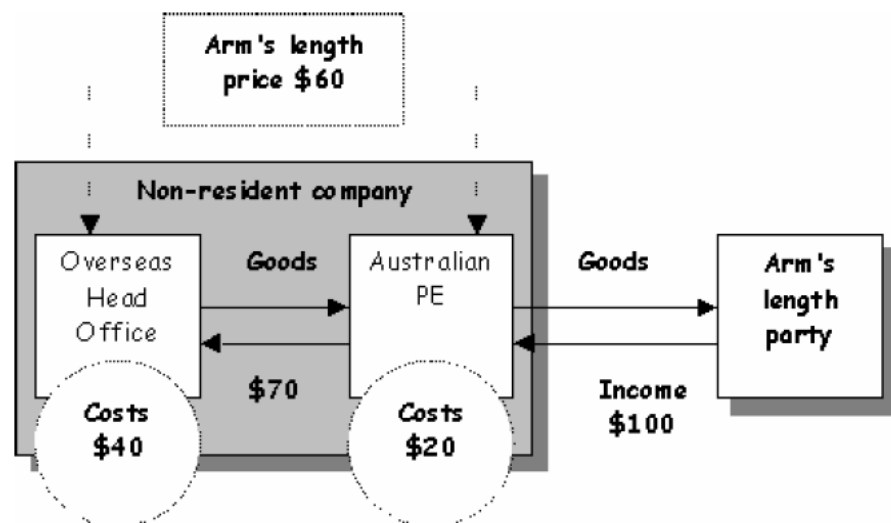 Arm's length
price $60
Non-resident company
Overseas
Head
Office
Goods
Australian
PE
Goods
Arm's
length
party
$70
Income
$100
Costs
$40
Costs
$20